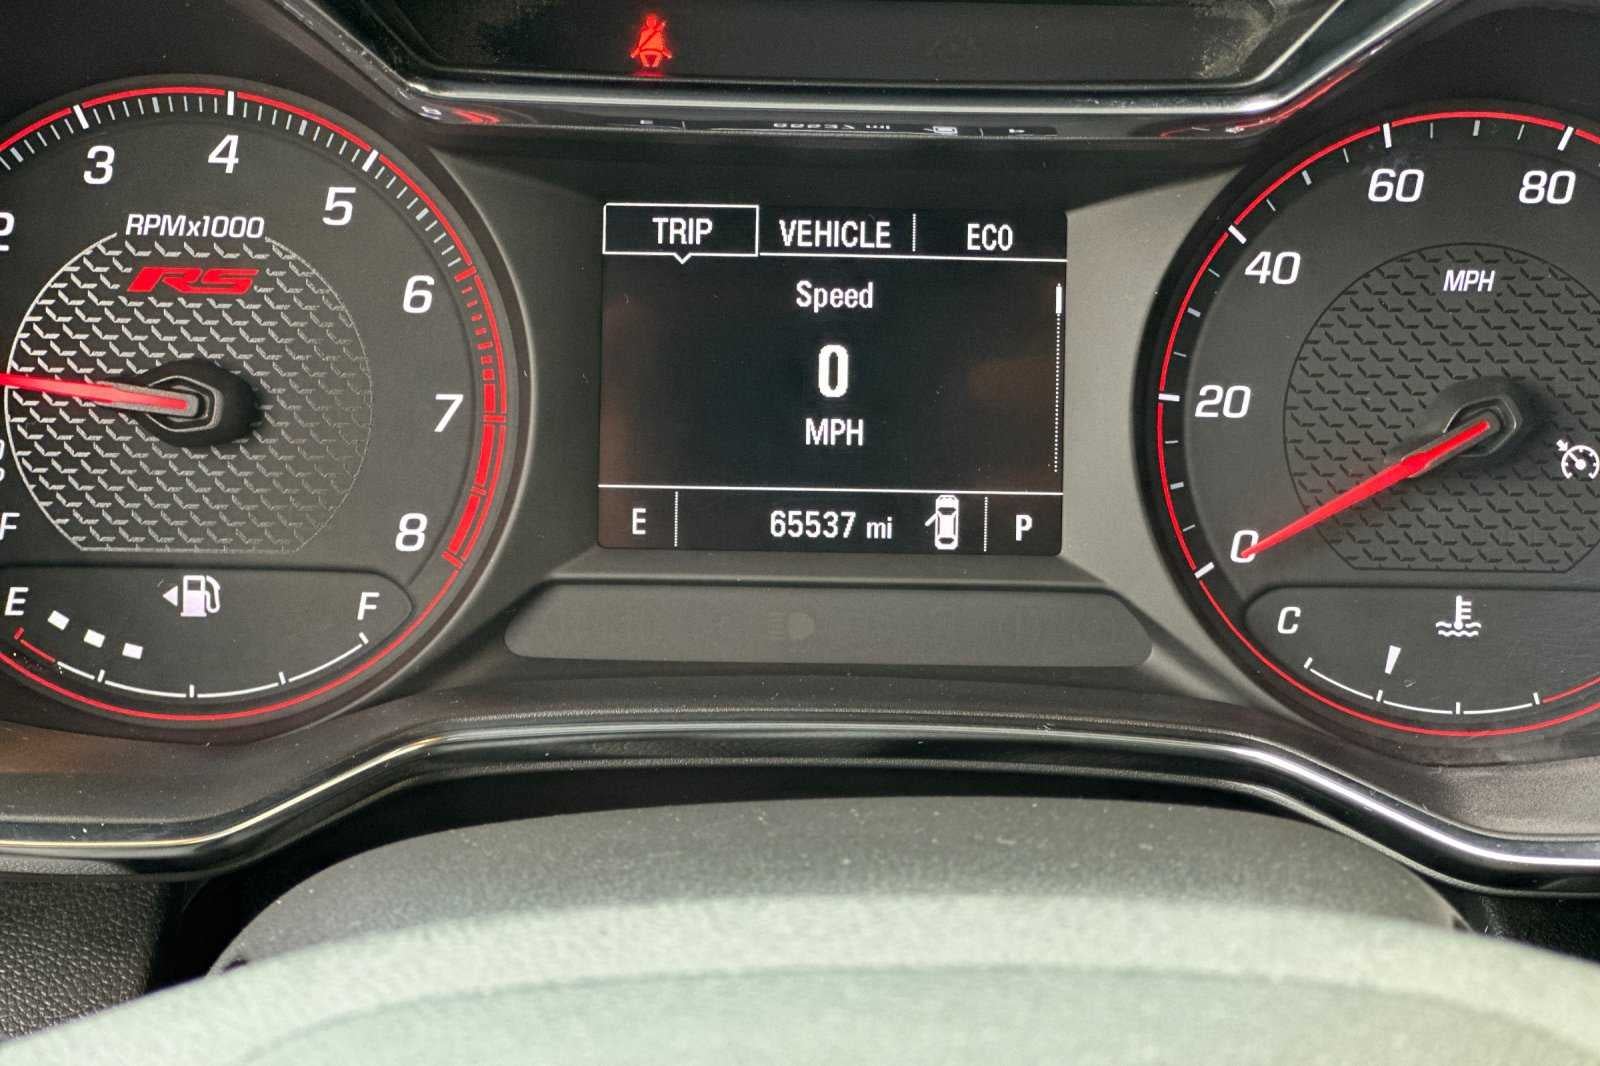 TRIP VEHICLE ECO
Speed
0
MPH
E 65537 mi P
2 3 4 5 6 7 8
RPMx1000
RS
F
E F
0 20 40 60 80
MPH
C